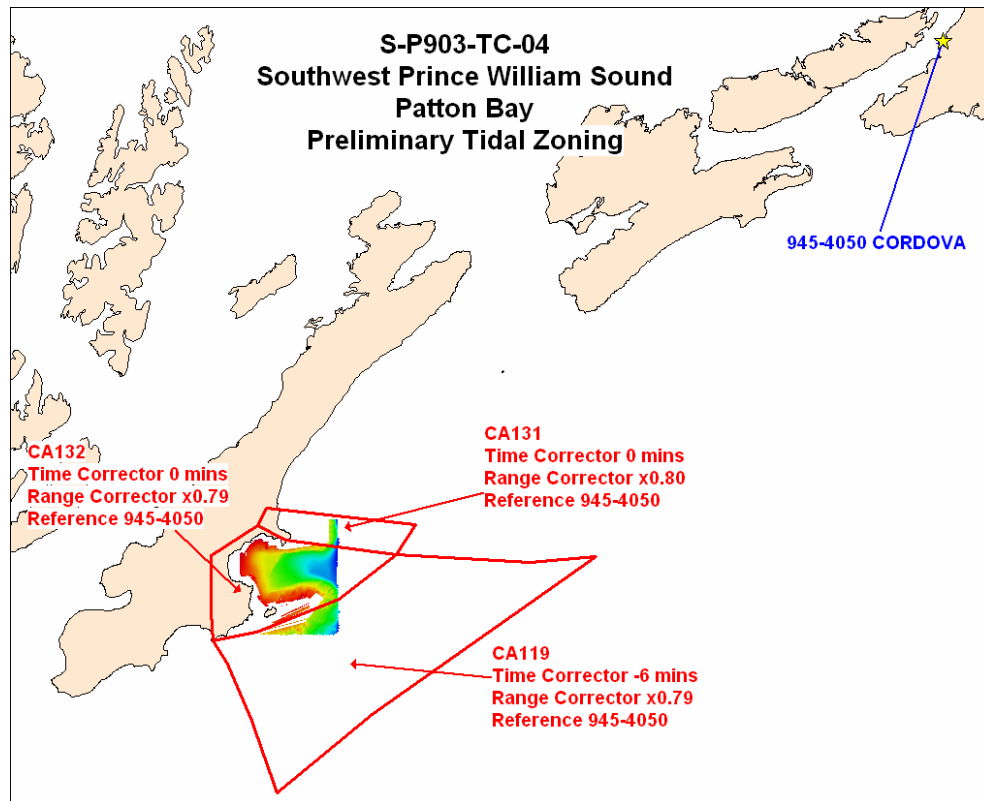 S-P903-TC-04
Southwest Prince William Sound
Patton Bay
Preliminary Tidal Zoning
945-4050 CORDOVA
CA131
Time Corrector 0 mins
Range Corrector x0.80
Reference 945-4050
CA132
Time Corrector 0 mins
Range Corrector x0.79
Reference 945-4050
CA119
Time Corrector -6 mins
Range Corrector x0.79
Reference 945-4050